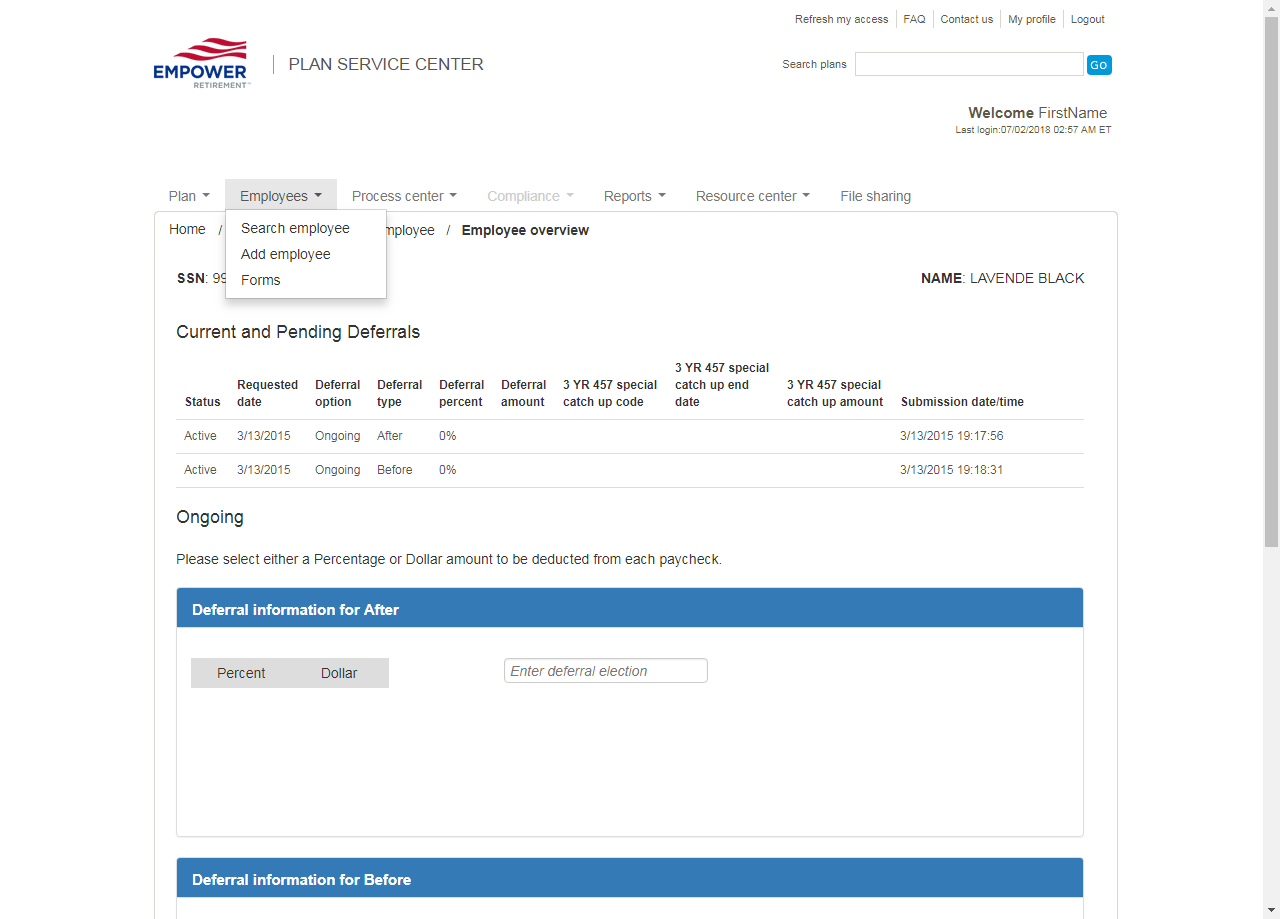 Refresh my access FAQ Contact us My profile Logout
EMPOWER
RETIREMENT™
PLAN SERVICE CENTER
Search plans Go
Welcome FirstName
Last login:07/02/2018 02:57 AM ET
Plan Employees Process center Compliance Reports Resource center File sharing
Home / mployee / Employee overview
Search employee
Add employee
Forms
SSN: 99
NAME: LAVENDE BLACK
Current and Pending Deferrals
Status Requested date Deferral option Deferral type Deferral percent Deferral amount 3 YR 457 special catch up code 3 YR 457 special catch up end date 3 YR 457 special catch up amount Submission date/time
Active 3/13/2015 Ongoing After 0% 3/13/2015 19:17:56
Active 3/13/2015 Ongoing Before 0% 3/13/2015 19:18:31
Ongoing
Please select either a Percentage or Dollar amount to be deducted from each paycheck.
Deferral information for After
Percent Dollar Enter deferral election
Deferral information for Before